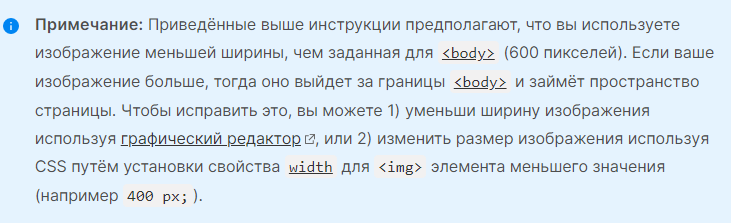 Примечание: Приведённые выше инструкции предполагают, что вы используете
изображение меньшей ширины, чем заданная для <body> (600 пикселей). Если ваше
изображение больше, тогда оно выйдет за границы <body> и займёт пространство
страницы. Чтобы исправить это, вы можете 1) уменьши ширину изображения
используя графический редактор, или 2) изменить размер изображения используя
CSS путём установки свойства width для <img> элемента меньшего значения
(например 400 px;).